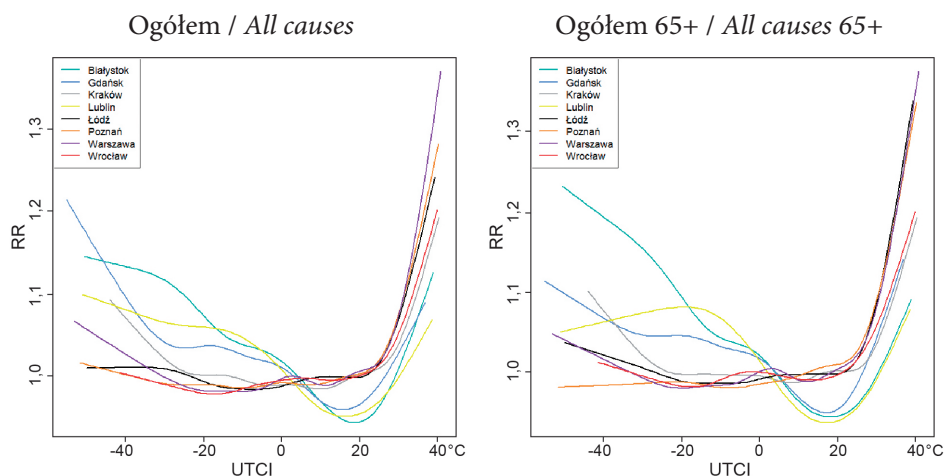 Ogółem / All causes
Białystok
Gdańsk
Kraków
Lublin
Łódź
Poznań
Warszawa
Wrocław
RR
1,3
1,2
1,1
1,0
-40 -20 0 20 40°C
UTCI
Ogółem 65+ / All causes 65+
Białystok
Gdańsk
Kraków
Lublin
Łódź
Poznań
Warszawa
Wrocław
RR
1,3
1,2
1,1
1,0
-40 -20 0 20 40°C
UTCI